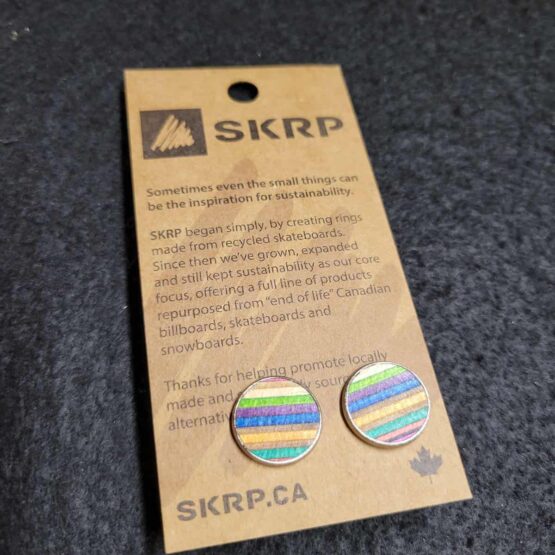 SKRP
Sometimes even the small things can
be the inspiration for sustainability.
SKRP began simply, by creating rings
made from recycled skateboards.
Since then we've grown, expanded
and still kept sustainability as our core
focus, offering a full line of products
repurposed from "end of life" Canadian
billboards, skateboards and
snowboards.
Thanks for helping promote locally
made and
SKRP.CA